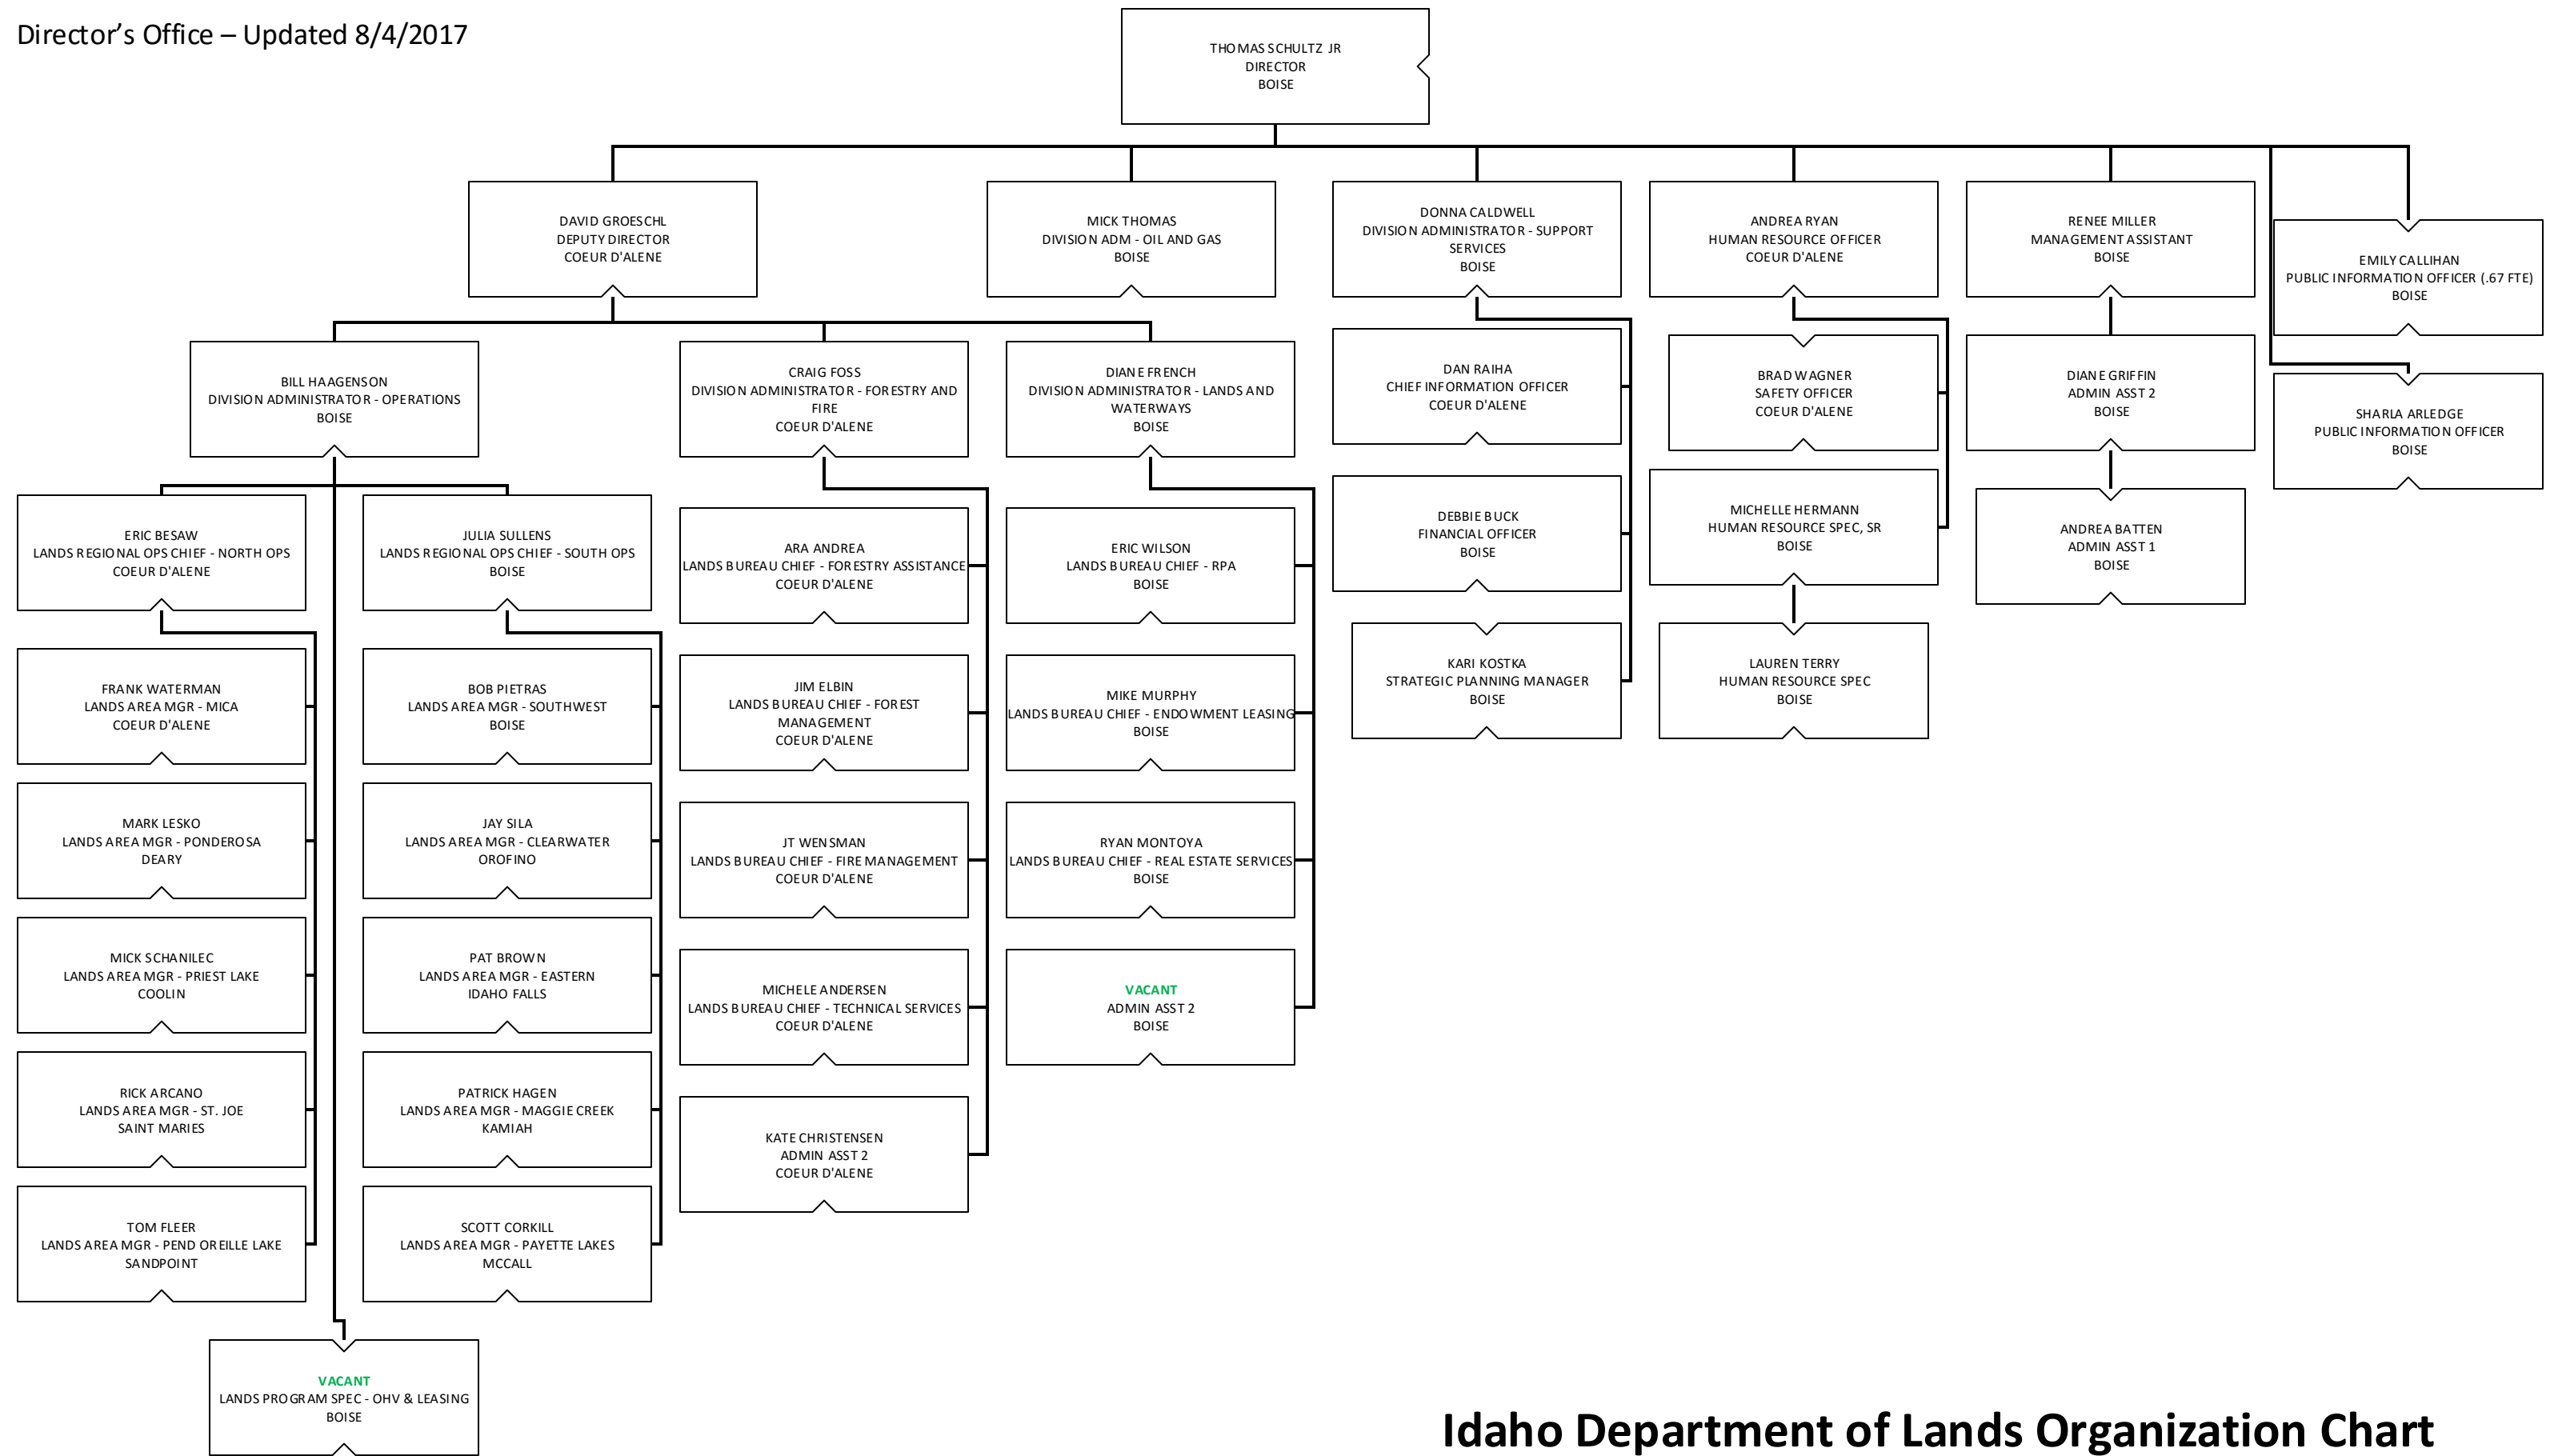 Director’s Office – Updated 8/4/2017
THOMAS SCHULTZ JR
DIRECTOR
BOISE
DAVID GROESCHL
DEPUTY DIRECTOR
COEUR D'ALENE
MICK THOMAS
DIVISION ADM - OIL AND GAS
BOISE
DONNA CALDWELL
DIVISION ADMINISTRATOR - SUPPORT
SERVICES
BOISE
ANDREA RYAN
HUMAN RESOURCE OFFICER
COEUR D'ALENE
RENEE MILLER
MANAGEMENT ASSISTANT
BOISE
EMILY CALLIHAN
PUBLIC INFORMATION OFFICER (.67 FTE)
BOISE
BILL HAAGENSON
DIVISION ADMINISTRATOR - OPERATIONS
BOISE
CRAIG FOSS
DIVISION ADMINISTRATOR - FORESTRY AND
FIRE
COEUR D'ALENE
DIANE FRENCH
DIVISION ADMINISTRATOR - LANDS AND
WATERWAYS
BOISE
DAN RAIHA
CHIEF INFORMATION OFFICER
COEUR D'ALENE
BRAD WAGNER
SAFETY OFFICER
COEUR D'ALENE
DIANE GRIFFIN
ADMIN ASST 2
BOISE
SHARLA ARLEDGE
PUBLIC INFORMATION OFFICER
BOISE
ERIC BESAW
LANDS REGIONAL OPS CHIEF - NORTH OPS
COEUR D'ALENE
JULIA SULLENS
LANDS REGIONAL OPS CHIEF - SOUTH OPS
BOISE
ARA ANDREA
LANDS BUREAU CHIEF - FORESTRY ASSISTANCE
COEUR D'ALENE
ERIC WILSON
LANDS BUREAU CHIEF - RPA
BOISE
DEBBIE BUCK
FINANCIAL OFFICER
BOISE
MICHELLE HERMANN
HUMAN RESOURCE SPEC, SR
BOISE
ANDREA BATTEN
ADMIN ASST 1
BOISE
FRANK WATERMAN
LANDS AREA MGR - MICA
COEUR D'ALENE
BOB PIETRAS
LANDS AREA MGR - SOUTHWEST
BOISE
JIM ELBIN
LANDS BUREAU CHIEF - FOREST
MANAGEMENT
COEUR D'ALENE
MIKE MURPHY
LANDS BUREAU CHIEF - ENDOWMENT LEASING
BOISE
KARI KOSTKA
STRATEGIC PLANNING MANAGER
BOISE
LAUREN TERRY
HUMAN RESOURCE SPEC
BOISE
MARK LESKO
LANDS AREA MGR - PONDEROSA
DEARY
JAY SILA
LANDS AREA MGR - CLEARWATER
OROFINO
JT WENSMAN
LANDS BUREAU CHIEF - FIRE MANAGEMENT
COEUR D'ALENE
RYAN MONTOYA
LANDS BUREAU CHIEF - REAL ESTATE SERVICES
BOISE
MICK SCHANILEC
LANDS AREA MGR - PRIEST LAKE
COOLIN
PAT BROWN
LANDS AREA MGR - EASTERN
IDAHO FALLS
MICHELE ANDERSEN
LANDS BUREAU CHIEF - TECHNICAL SERVICES
COEUR D'ALENE
VACANT
ADMIN ASST 2
BOISE
RICK ARCANO
LANDS AREA MGR - ST. JOE
SAINT MARIES
PATRICK HAGEN
LANDS AREA MGR - MAGGIE CREEK
KAMIAH
KATE CHRISTENSEN
ADMIN ASST 2
COEUR D'ALENE
TOM FLEER
LANDS AREA MGR - PEND OREILLE LAKE
SANDPOINT
SCOTT CORKILL
LANDS AREA MGR - PAYETTE LAKES
MCCALL
VACANT
LANDS PROGRAM SPEC - OHV & LEASING
BOISE
Idaho Department of Lands Organization Chart